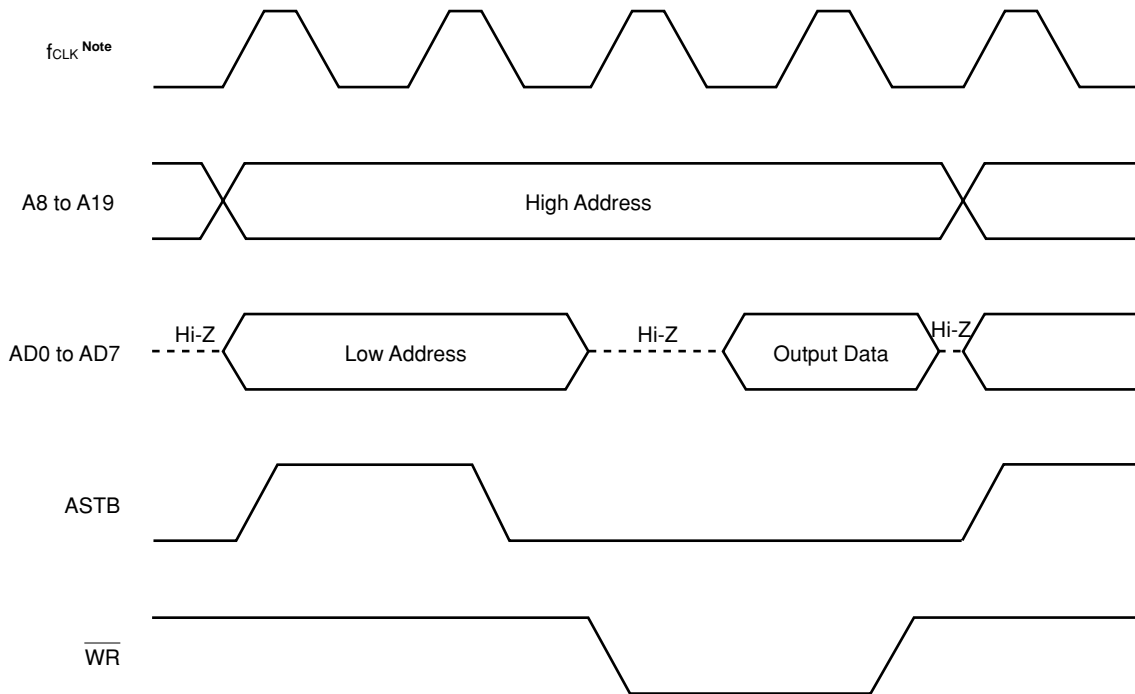 fCLK Note
A8 to A19
High Address
AD0 to AD7
Hi-Z
Low Address
Hi-Z
Output Data
Hi-Z
ASTB
WR